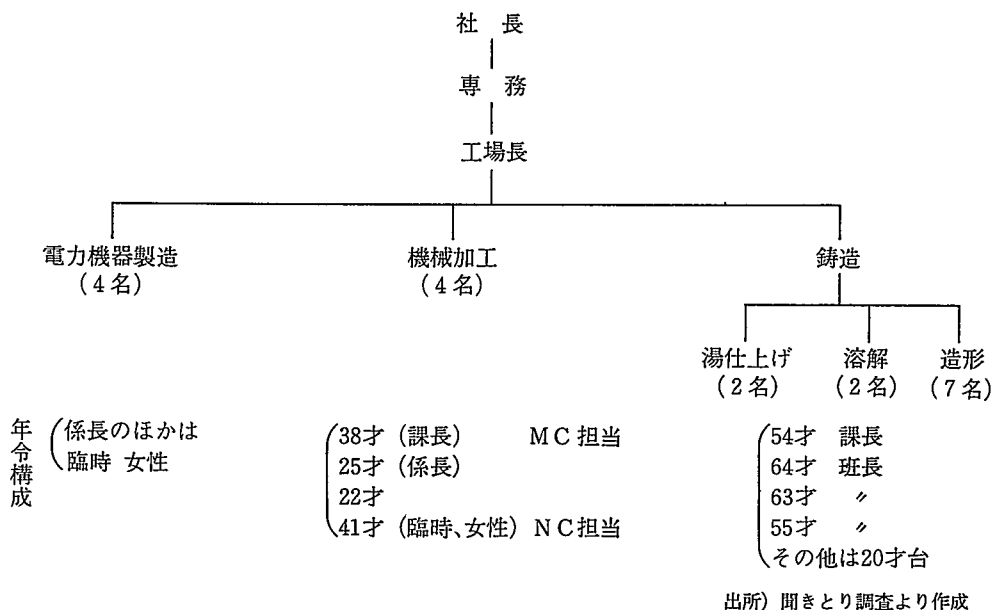 社　長
専　務
工場長
電力機器製造
（4名）
機械加工
（4名）
鋳造
湯仕上げ
（2名）
溶解
（2名）
造形
（7名）
年令構成
係長のほかは
臨時 女性
38才（課長）　ＭＣ担当
25才（係長）
22才
41才（臨時、女性）ＮＣ担当
54才　課長
64才　班長
63才　〃
55才　〃
その他は20才台
出所）聞きとり調査より作成